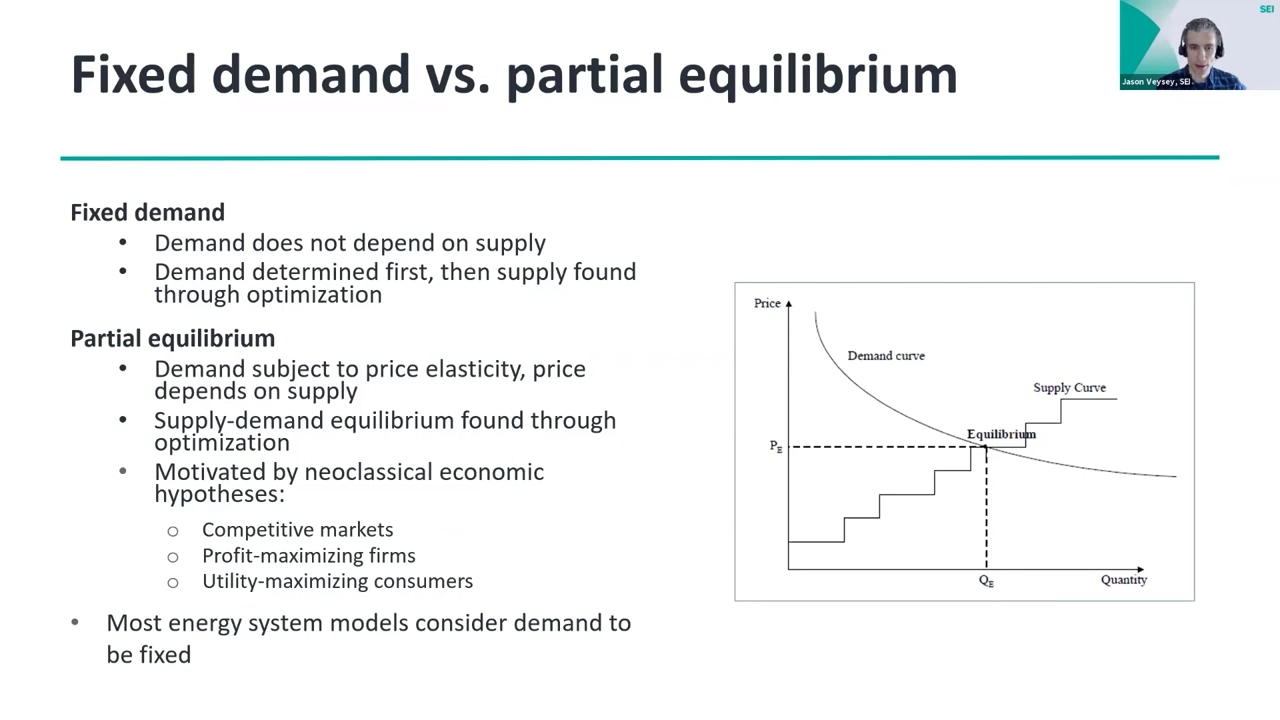 Fixed demand vs. partial equilibrium
SEI
Jason Veysey, SEI
Fixed demand
• Demand does not depend on supply
• Demand determined first, then supply found
through optimization
Partial equilibrium
• Demand subject to price elasticity, price
depends on supply
• Supply-demand equilibrium found through
optimization
• Motivated by neoclassical economic
hypotheses:
o Competitive markets
o Profit-maximizing firms
o Utility-maximizing consumers
• Most energy system models consider demand to
be fixed
Price
Demand curve
Supply Curve
Equilibrium
PE
QE
Quantity